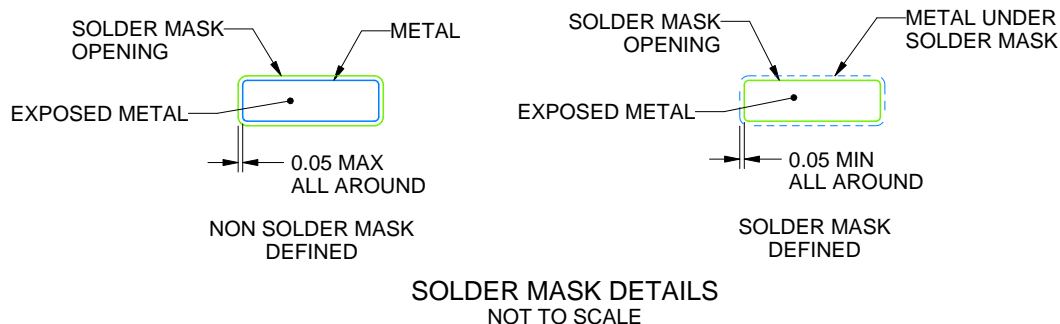 SOLDER MASK
OPENING
METAL
EXPOSED METAL
0.05 MAX
ALL AROUND
NON SOLDER MASK
DEFINED
SOLDER MASK
OPENING
METAL UNDER
SOLDER MASK
EXPOSED METAL
0.05 MIN
ALL AROUND
SOLDER MASK
DEFINED
SOLDER MASK DETAILS
NOT TO SCALE